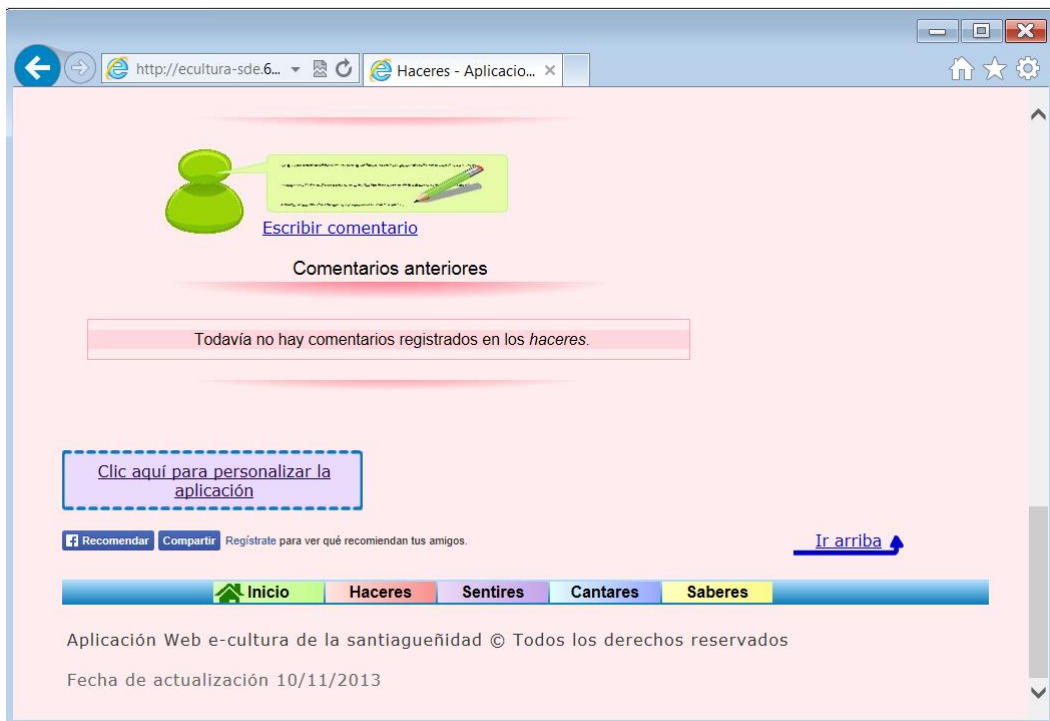 http://ecultura-sde.6...
Haceres - Aplicacio...
Escribir comentario
Comentarios anteriores
Todavía no hay comentarios registrados en los haceres.
Clic aquí para personalizar la
aplicación
Recomendar Compartir Regístrate para ver qué recomiendan tus amigos.
Ir arriba
Inicio Haceres Sentires Cantares Saberes
Aplicación Web e-cultura de la santiagueñidad © Todos los derechos reservados
Fecha de actualización 10/11/2013